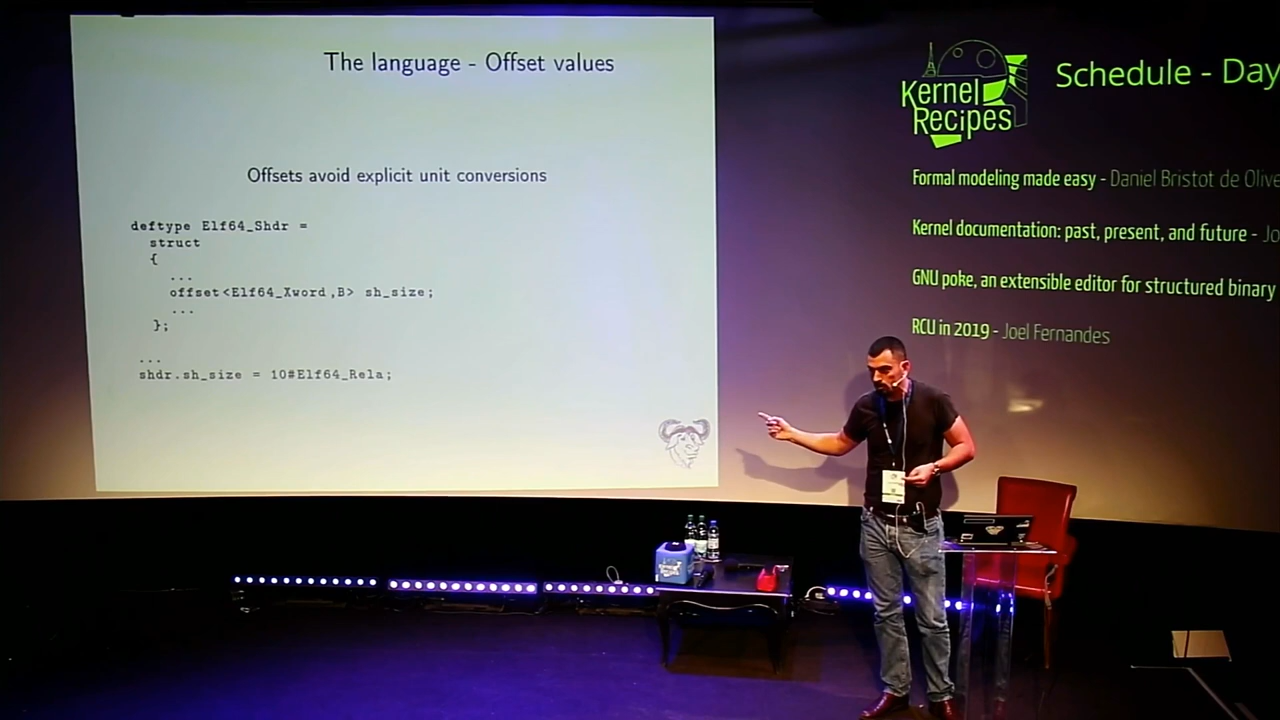 The language - Offset values
Offsets avoid explicit unit conversions
deftype Elf64_Shdr =
struct
{
...
offset<Elf64_Xword,B> sh_size;
...
};
...
shdr.sh_size = 10#Elf64_Rela;
Kernel
Recipes
Schedule - Day
Formal modeling made easy - Daniel Bristot de Olive
Kernel documentation: past, present, and future - Jo
GNU poke, an extensible editor for structured binary
RCU in 2019 - Joel Fernandes
Kernel
Recipes